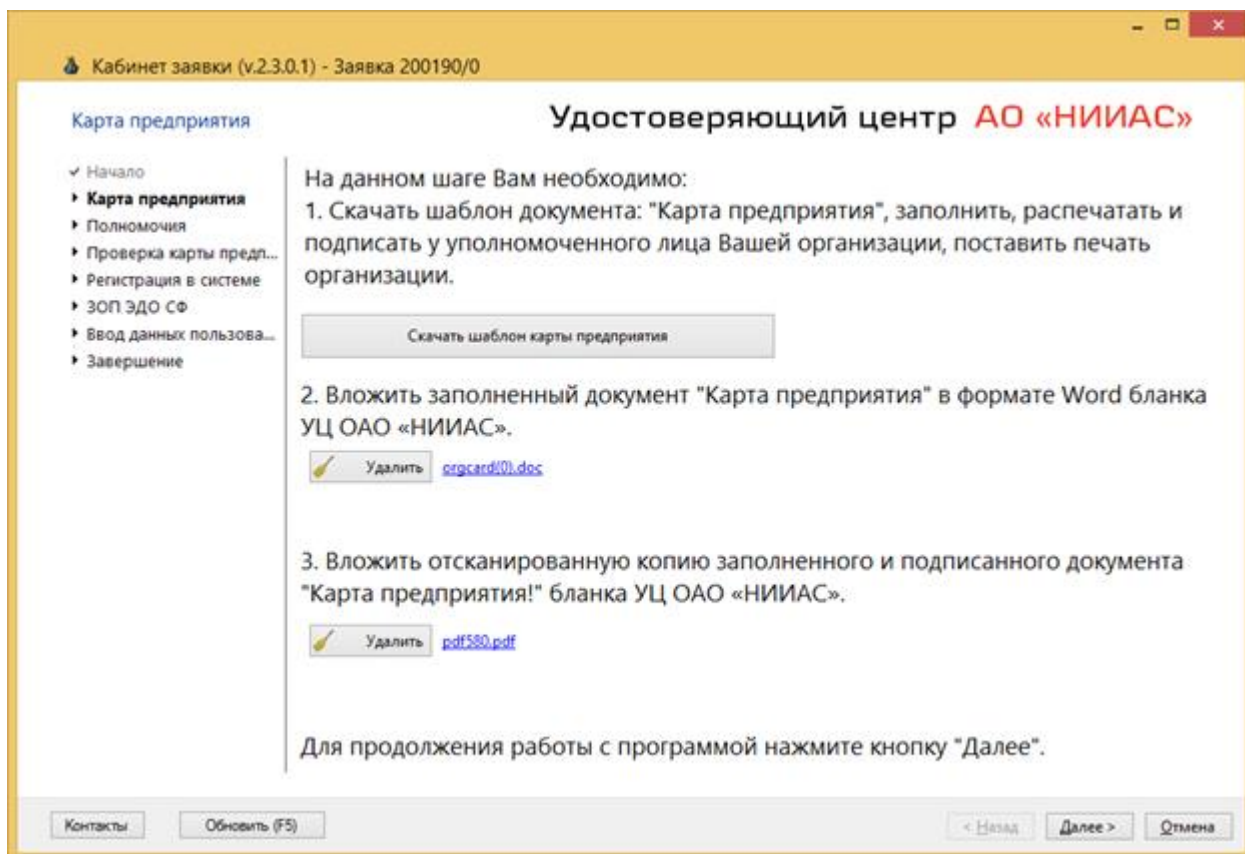 Кабинет заявки (v.2.3.0.1) - Заявка 200190/0
Карта предприятия
Удостоверяющий центр АО «НИИАС»
Начало
Карта предприятия
Полномочия
Проверка карты предп...
Регистрация в системе
ЗОП ЭДО СФ
Ввод данных пользова...
Завершение
На данном шаге Вам необходимо:
1. Скачать шаблон документа: "Карта предприятия", заполнить, распечатать и
подписать у уполномоченного лица Вашей организации, поставить печать
организации.
Скачать шаблон карты предприятия
2. Вложить заполненный документ "Карта предприятия" в формате Word бланка
УЦ ОАО «НИИАС».
Удалить orgcard(0).doc
3. Вложить отсканированную копию заполненного и подписанного документа
"Карта предприятия!" бланка УЦ ОАО «НИИАС».
Удалить pdf580.pdf
Для продолжения работы с программой нажмите кнопку "Далее".
Контакты Обновить (F5) < Назад Далее > Отмена